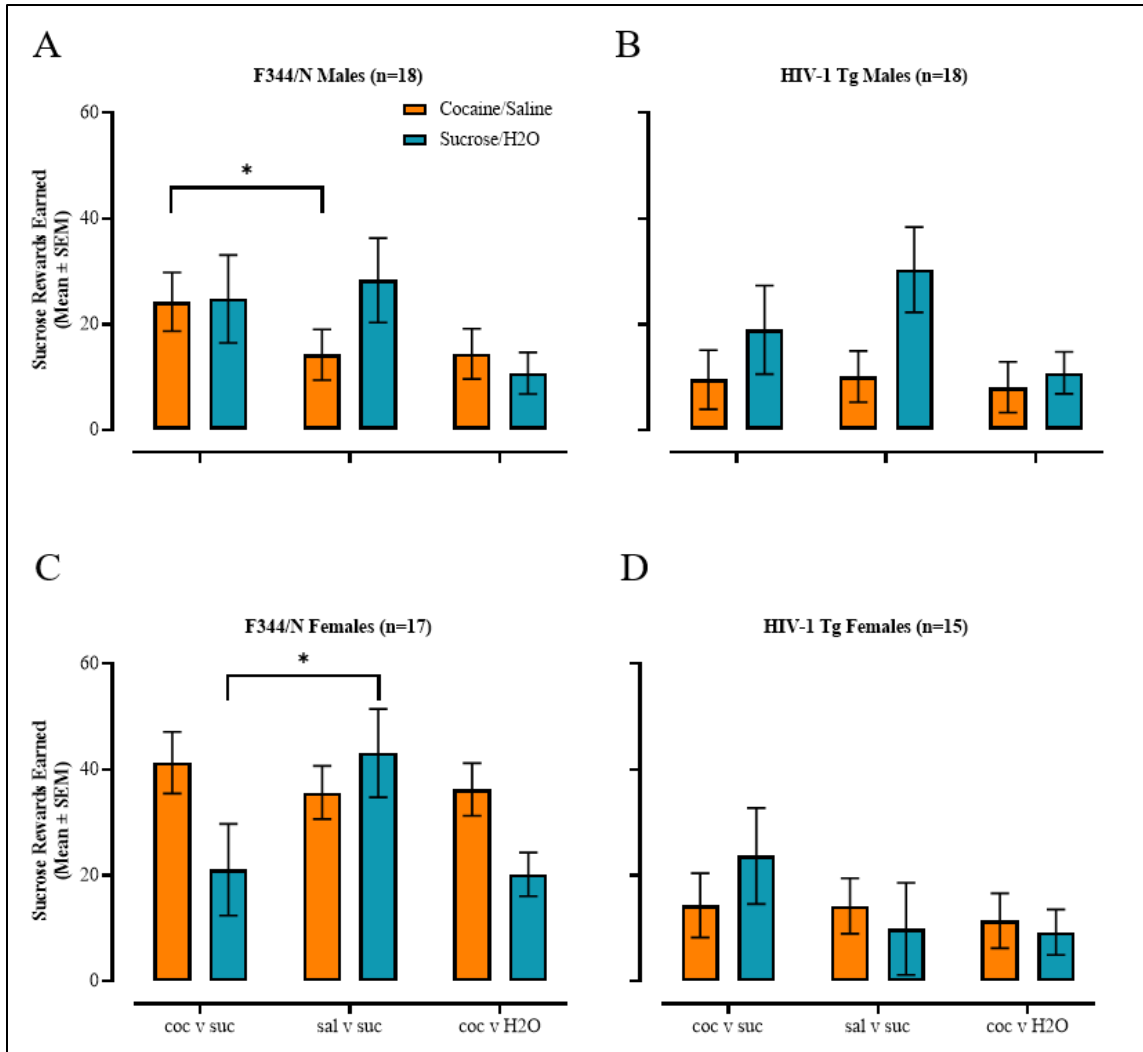 A
B
F344/N Males (n=18)
HIV-1 Tg Males (n=18)
Cocaine/Saline
Sucrose/H2O
60
40
20
0
*
Sucrose Rewards Earned
(Mean ± SEM)
C
D
F344/N Females (n=17)
HIV-1 Tg Females (n=15)
60
40
20
0
*
Sucrose Rewards Earned
(Mean ± SEM)
coc v suc
sal v suc
coc v H2O
coc v suc
sal v suc
coc v H2O